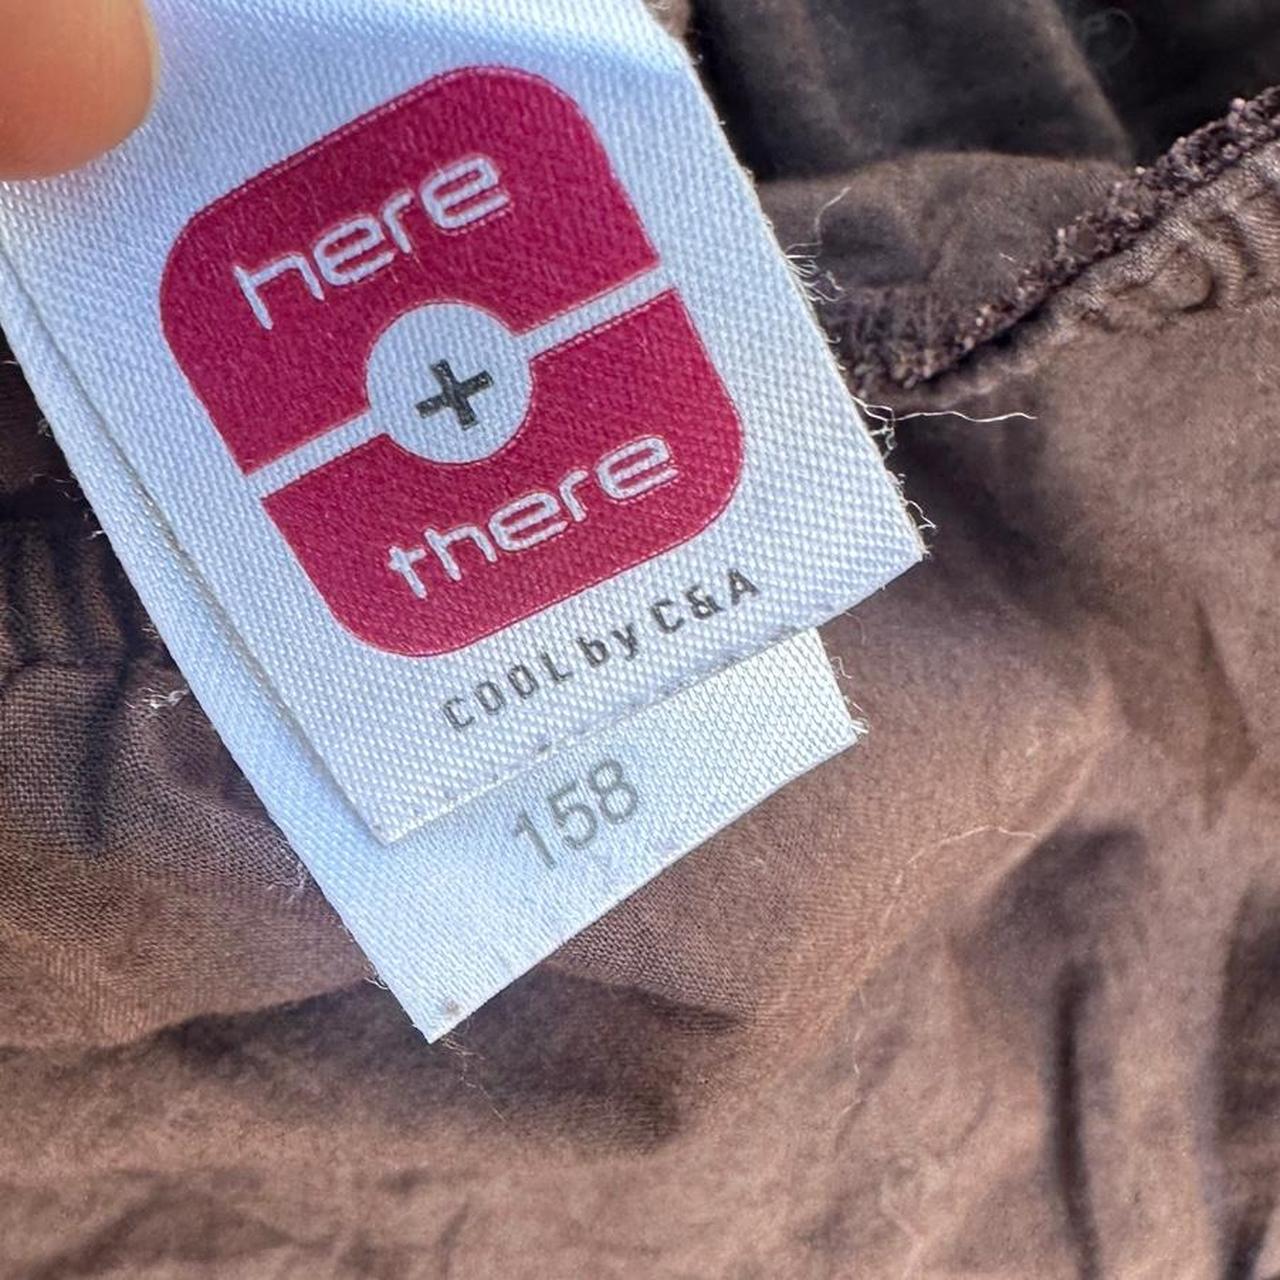 here
+
there
COOL by C&A
158